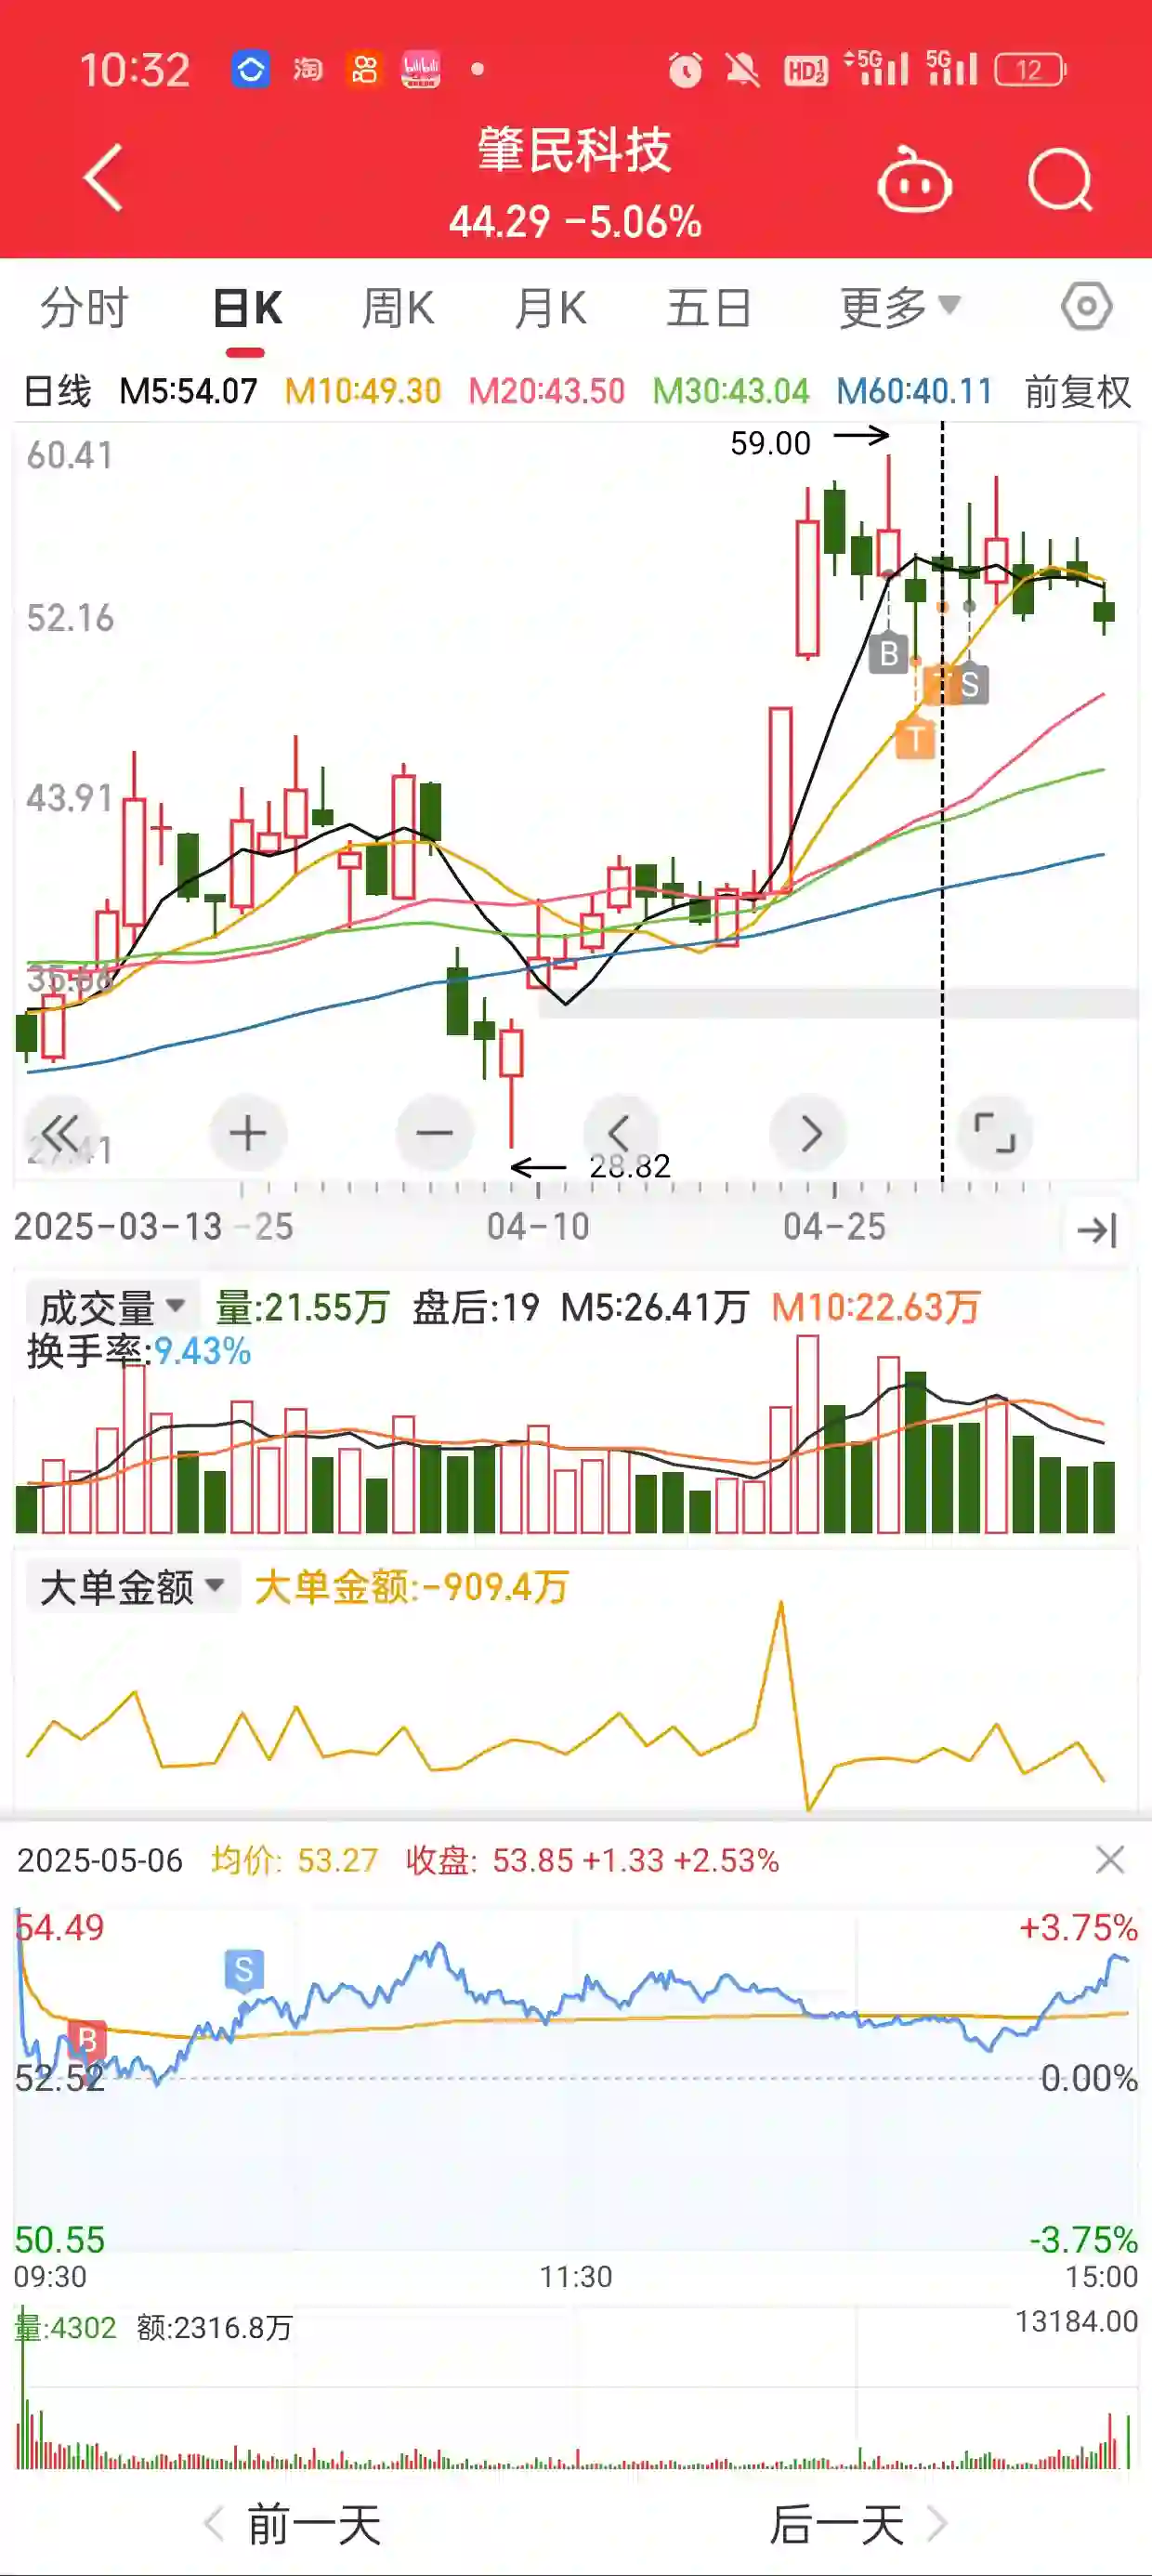 10:32 淘 bilibili HD 1 2 5G 5G 12
肇民科技
44.29 -5.06%
分时 日K 周K 月K 五日 更多
日线 M5:54.07 M10:49.30 M20:43.50 M30:43.04 M60:40.11 前复权
59.00
60.41
52.16
B
T S
T
43.91
35.66
27.41
28.82
2025-03-13 -25 04-10 04-25
成交量 量:21.55万 盘后:19 M5:26.41万 M10:22.63万
换手率:9.43%
大单金额 大单金额:-909.4万
2025-05-06 均价: 53.27 收盘: 53.85 +1.33 +2.53%
54.49 +3.75%
S
B
52.52 0.00%
50.55 -3.75%
09:30 11:30 15:00
量:4302 额:2316.8万 13184.00
前一天 后一天